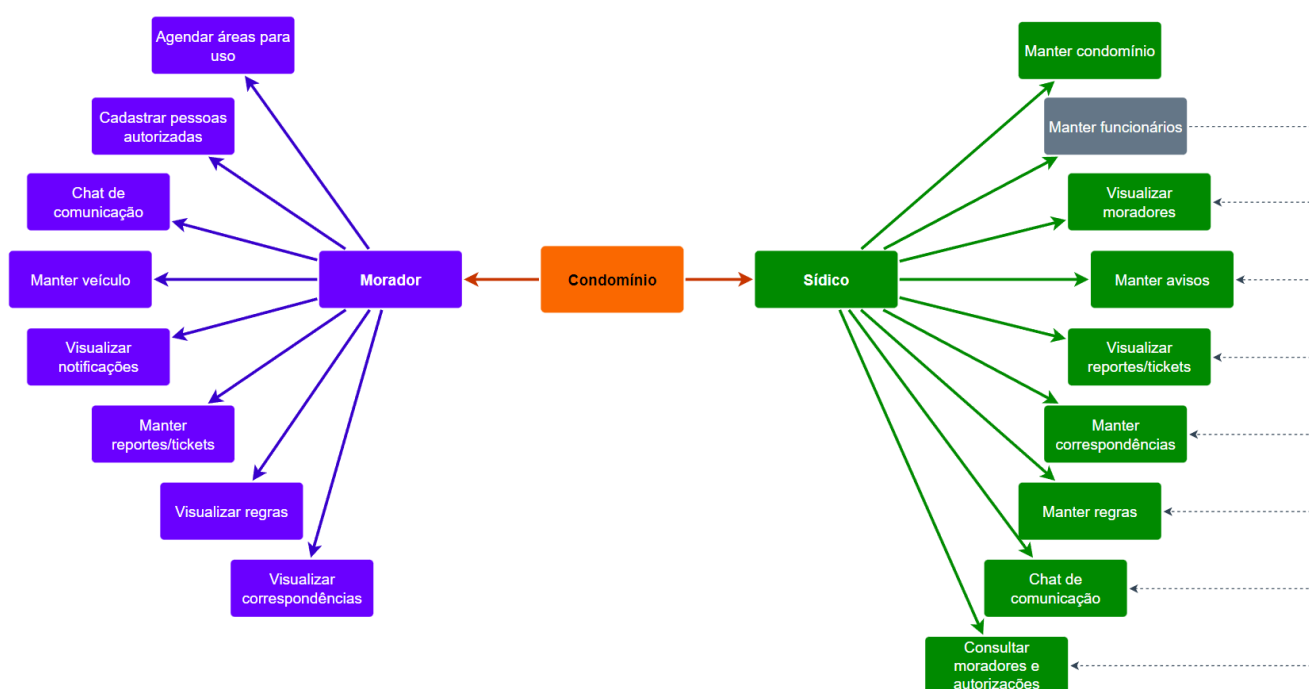 Agendar áreas para
uso
Cadastrar pessoas
autorizadas
Chat de
comunicação
Manter veículo
Visualizar
notificações
Manter
reportes/tickets
Visualizar regras
Visualizar
correspondências
Morador
Condomínio
Sídico
Manter condomínio
Manter funcionários
Visualizar
moradores
Manter avisos
Visualizar
reportes/tickets
Manter
correspondências
Manter regras
Chat de
comunicação
Consultar
moradores e
autorizações